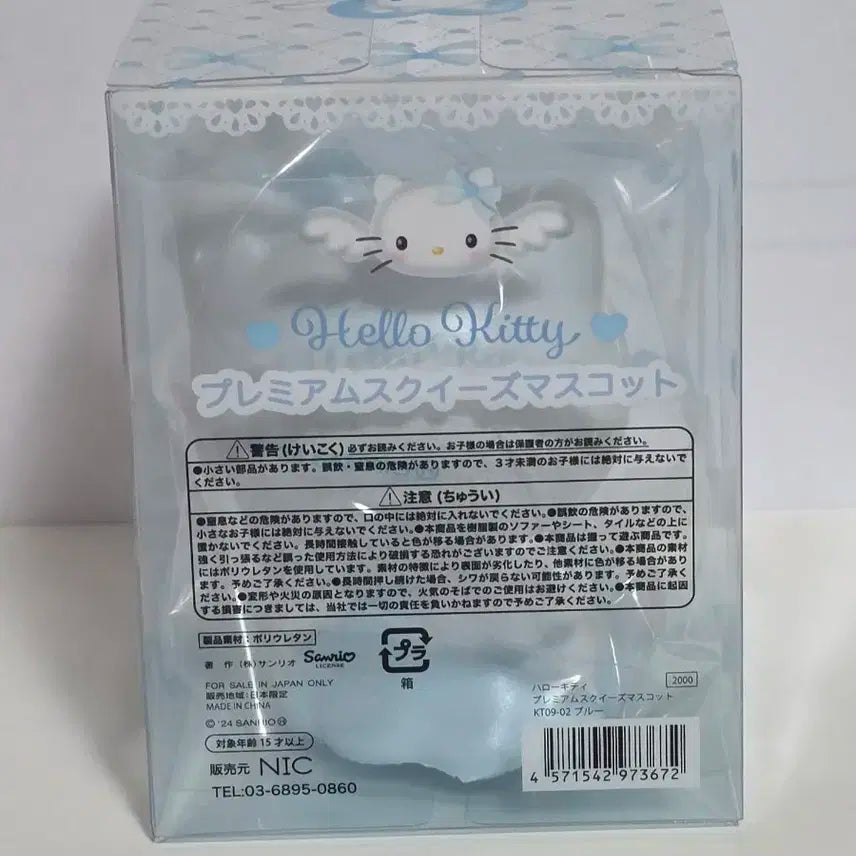 Hello Kitty
プレミアムスクイーズマスコット
警告(けいこく) 必ずお読みください。お子様の場合は保護者の方がお読みください。
●小さい部品があります。誤飲・窒息の危険がありますので、3才未満のお子様には絶対に与えないで
ください。
注意(ちゅうい)
●窒息などの危険がありますので、口の中には絶対に入れないでください。●誤飲の危険がありますので、
小さなお子様には絶対に与えないでください。●本商品を樹脂製のソファーやシート、タイルなどの上に
置かないでください。長時間接触していると色が移る場合があります。●本商品は握って遊ぶ商品です。
強く引っ張るなど誤った使用方法により破損する恐れがございますのでご注意ください。●本商品の素材
にはポリウレタンを使用しています。素材の特徴により表面が劣化したり、他素材に色が移る場合があり
ます。予めご了承ください。●長時間押し続けた場合、シワが戻らない可能性があります。予めご了承くだ
さい。●変形や火災の原因となりますので、火気のそばでのご使用はお避けください。●本商品に起因
する損害につきましては、当社では一切の責任を負いかねますので予めご了承ください。
製品素材:ポリウレタン
著作 (株)サンリオ Sanrio LICENSE
プラ
箱
FOR SALE IN JAPAN ONLY
販売地域:日本限定
MADE IN CHINA
©'24 SANRIO Ⓗ
対象年齢15才以上
販売元 NIC
TEL:03-6895-0860
2000
ハローキティ
プレミアムスクイーズマスコット
KT09-02 ブルー
4 571542 973672